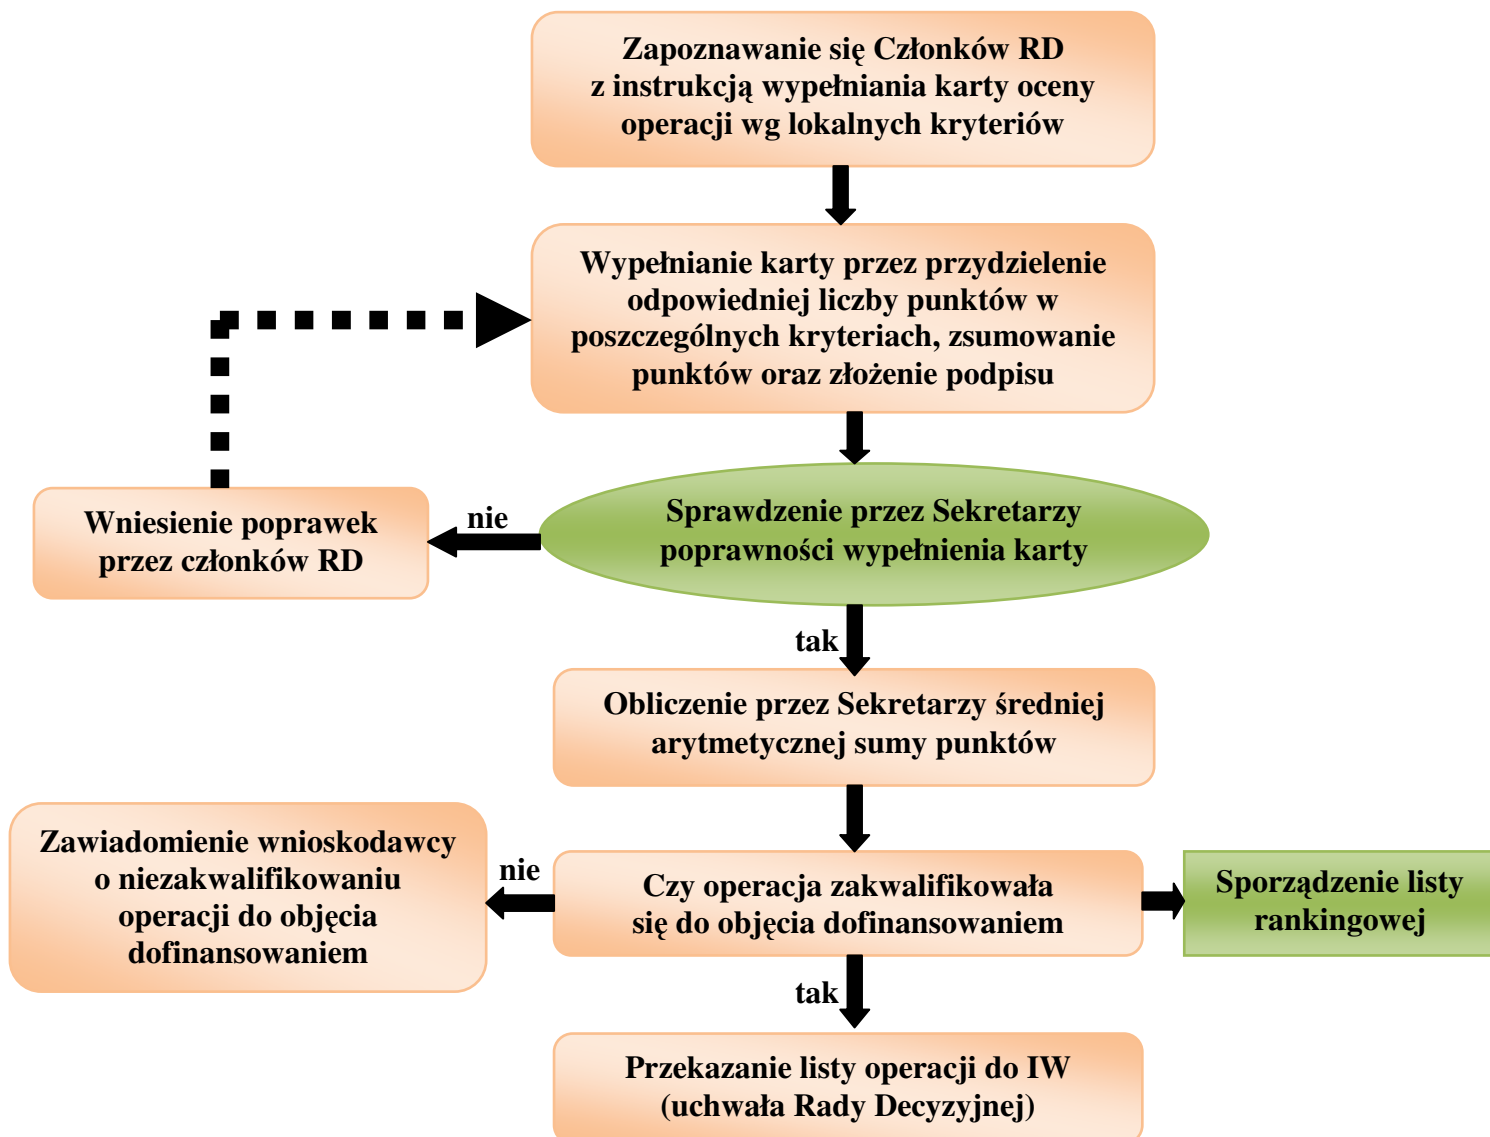 Zapoznawanie się Członków RD
z instrukcją wypełniania karty oceny
operacji wg lokalnych kryteriów
Wypełnianie karty przez przydzielenie
odpowiedniej liczby punktów w
poszczególnych kryteriach, zsumowanie
punktów oraz złożenie podpisu
Sprawdzenie przez Sekretarzy
poprawności wypełnienia karty
nie
Wniesienie poprawek
przez członków RD
tak
Obliczenie przez Sekretarzy średniej
arytmetycznej sumy punktów
Czy operacja zakwalifikowała
się do objęcia dofinansowaniem
nie
Zawiadomienie wnioskodawcy
o niezakwalifikowaniu
operacji do objęcia
dofinansowaniem
Sporządzenie listy
rankingowej
tak
Przekazanie listy operacji do IW
(uchwała Rady Decyzyjnej)